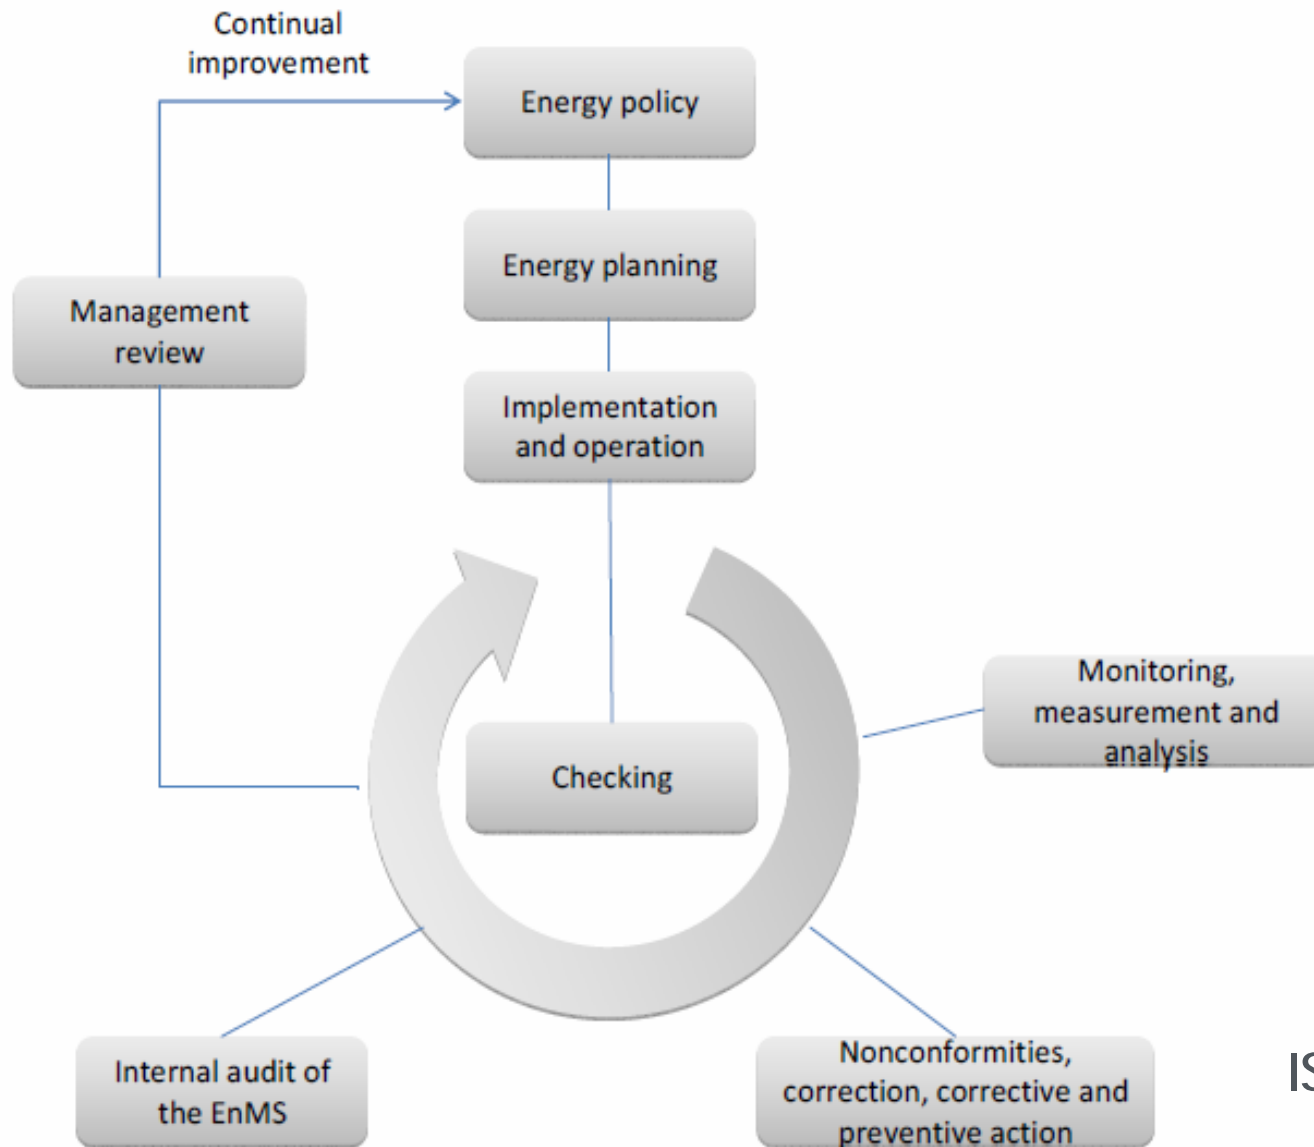 Continual
improvement
Energy policy
Energy planning
Management
review
Implementation
and operation
Monitoring,
measurement and
analysis
Checking
Internal audit of
the EnMS
Nonconformities,
correction, corrective and
preventive action
IS